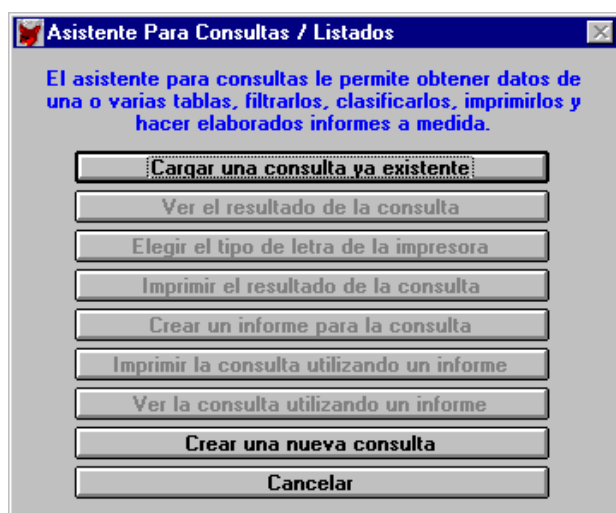 Asistente Para Consultas / Listados
El asistente para consultas le permite obtener datos de
una o varias tablas, filtrarlos, clasificarlos, imprimirlos y
hacer elaborados informes a medida.
Cargar una consulta ya existente
Ver el resultado de la consulta
Elegir el tipo de letra de la impresora
Imprimir el resultado de la consulta
Crear un informe para la consulta
Imprimir la consulta utilizando un informe
Ver la consulta utilizando un informe
Crear una nueva consulta
Cancelar